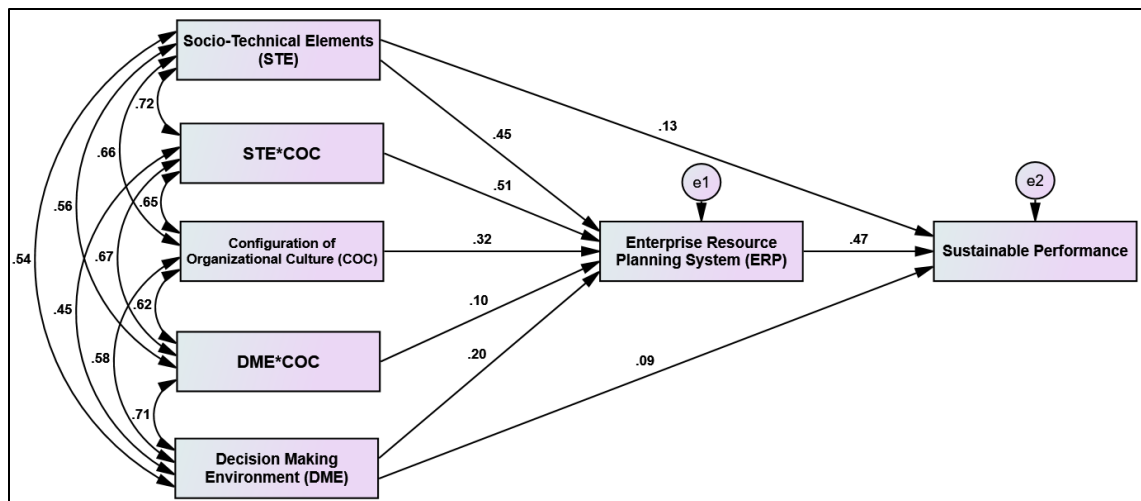 Socio-Technical Elements
(STE)
.72
.13
.45
STE*COC
.66
.51
e1
e2
.65
.56
Configuration of
Organizational Culture (COC)
.32
Enterprise Resource
Planning System (ERP)
.47
Sustainable Performance
.54
.67
.45
.62
.10
.58
DME*COC
.20
.09
.71
Decision Making
Environment (DME)